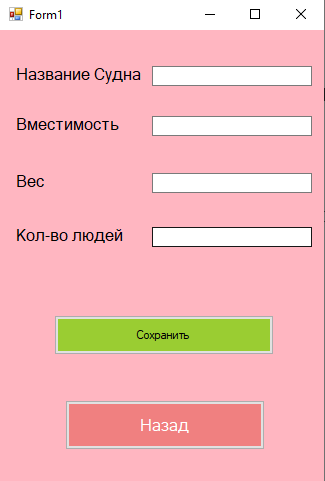 Form1
Название Судна
Вместимость
Вес
Кол-во людей
Сохранить
Назад